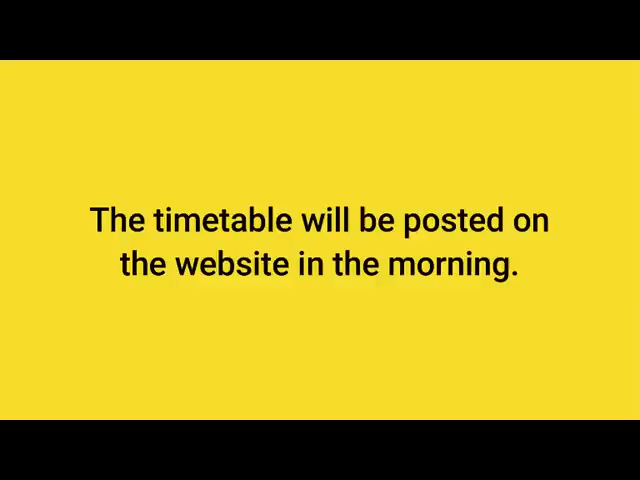 The timetable will be posted on
the website in the morning.